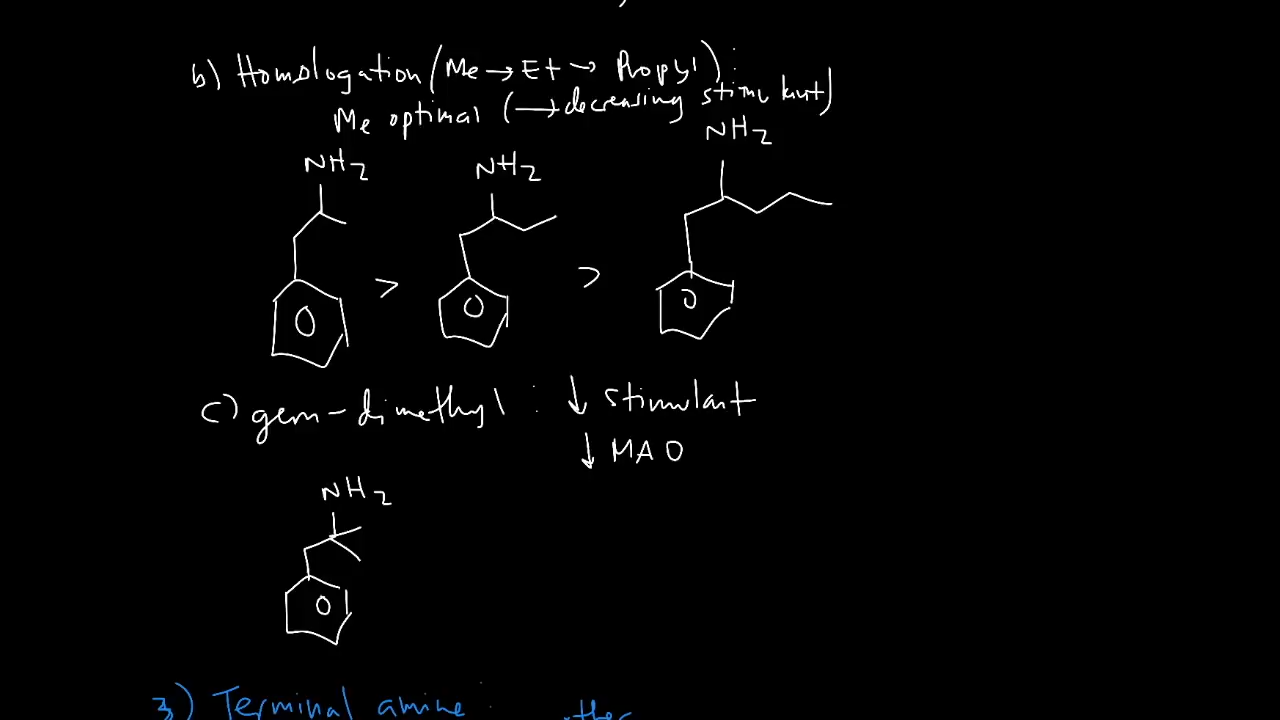 b) Homologation (Me → Et → Propyl) :
Me optimal (→ decreasing stimulant)
NH2 NH2 NH2
> >
c) gem-dimethyl : ↓ stimulant
↓ MAO
NH2
3) Terminal amine :